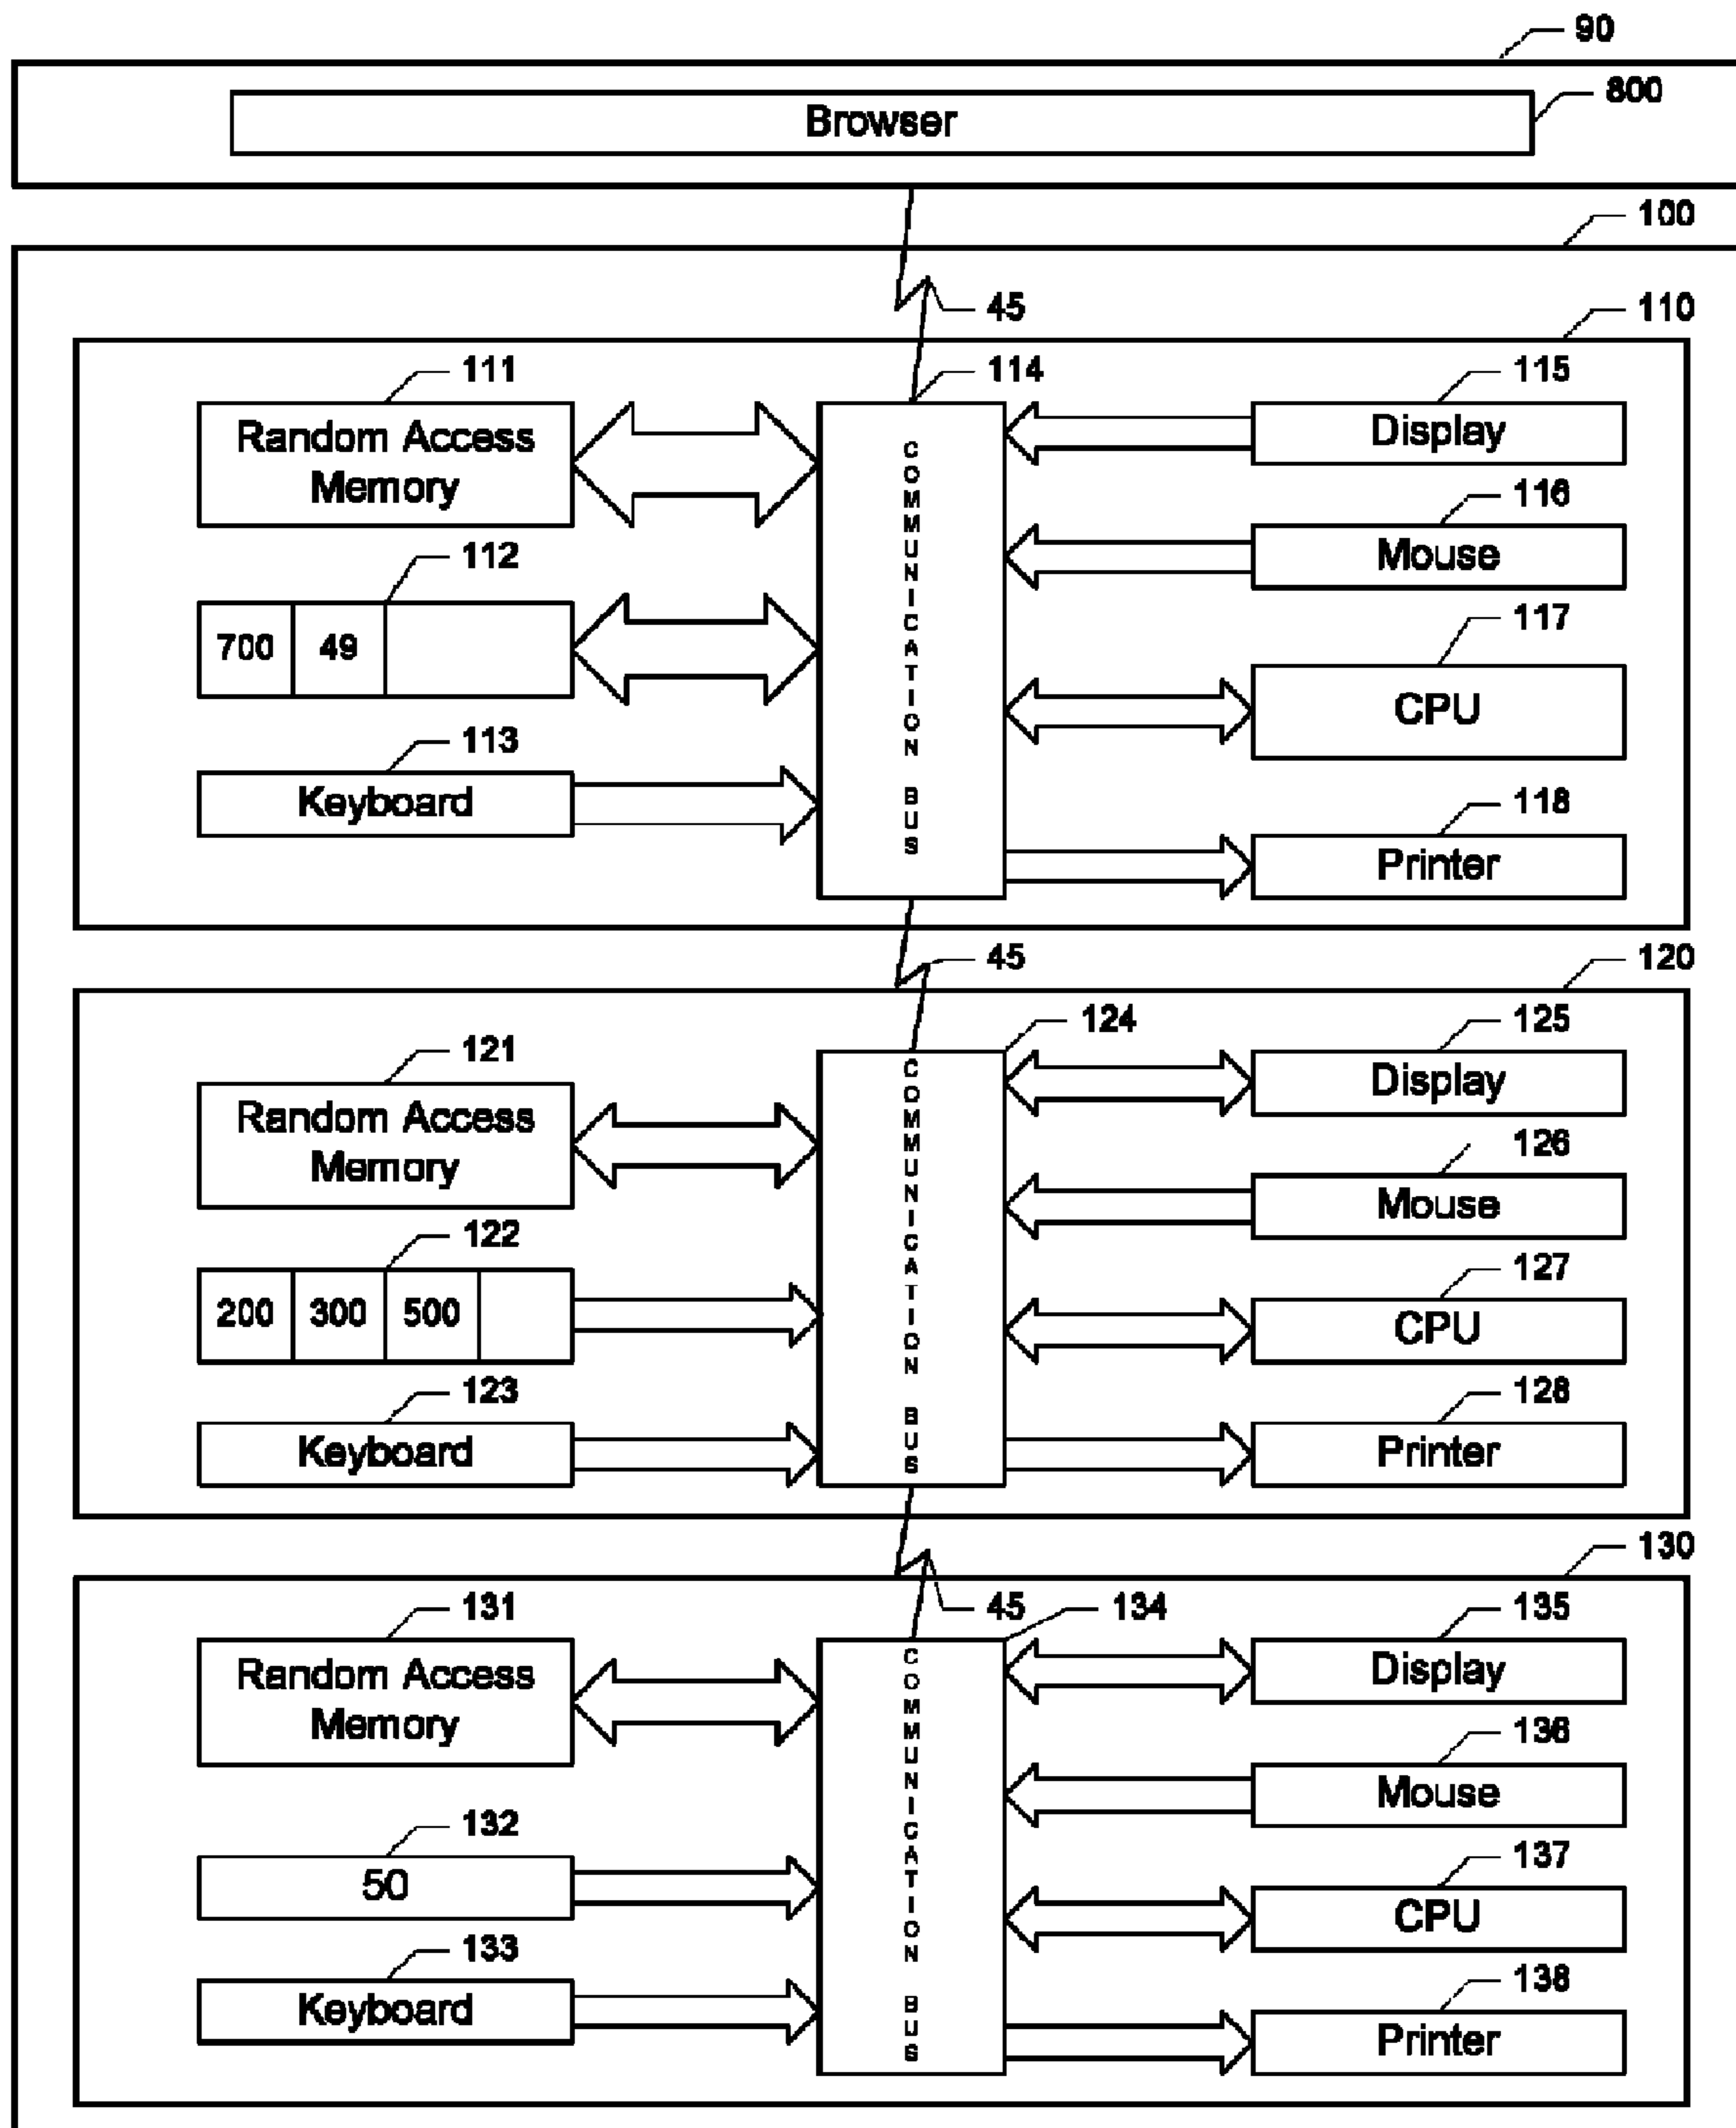 90
800
Browser
100
45
110
111
114
115
Random Access
Memory
Display
116
Mouse
112
700 49
117
CPU
113
Keyboard
118
Printer
COMMUNICATION BUS
45
120
124
125
121
Display
Random Access
Memory
126
Mouse
122
200 300 500
127
CPU
123
Keyboard
128
Printer
COMMUNICATION BUS
130
131
45
134
135
Random Access
Memory
Display
136
Mouse
132
50
137
CPU
133
Keyboard
138
Printer
COMMUNICATION BUS